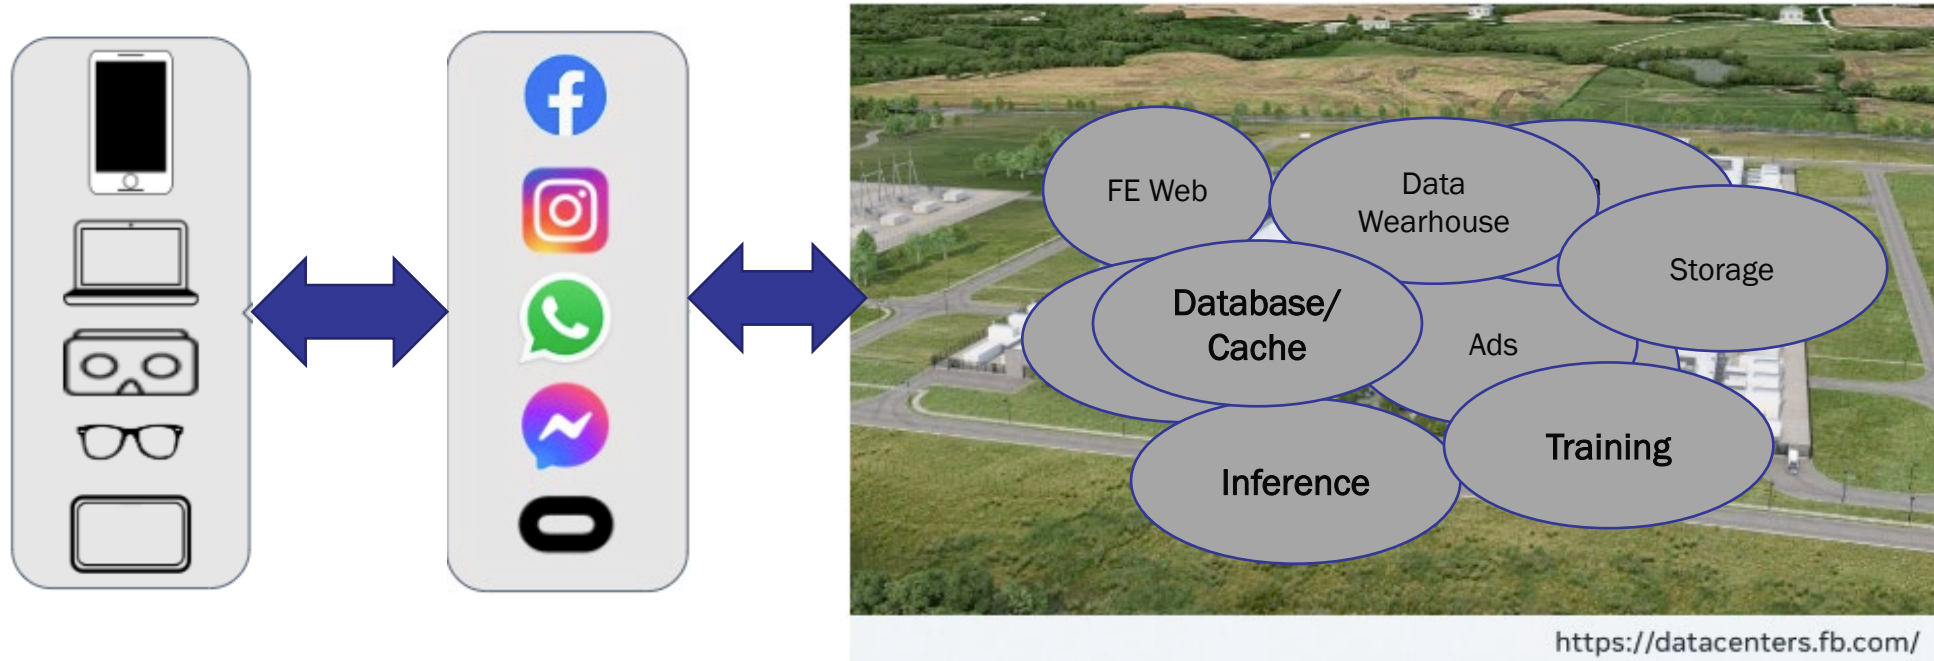 FE Web
Data
Wearhouse
Storage
Database/
Cache
Ads
Training
Inference
https://datacenters.fb.com/